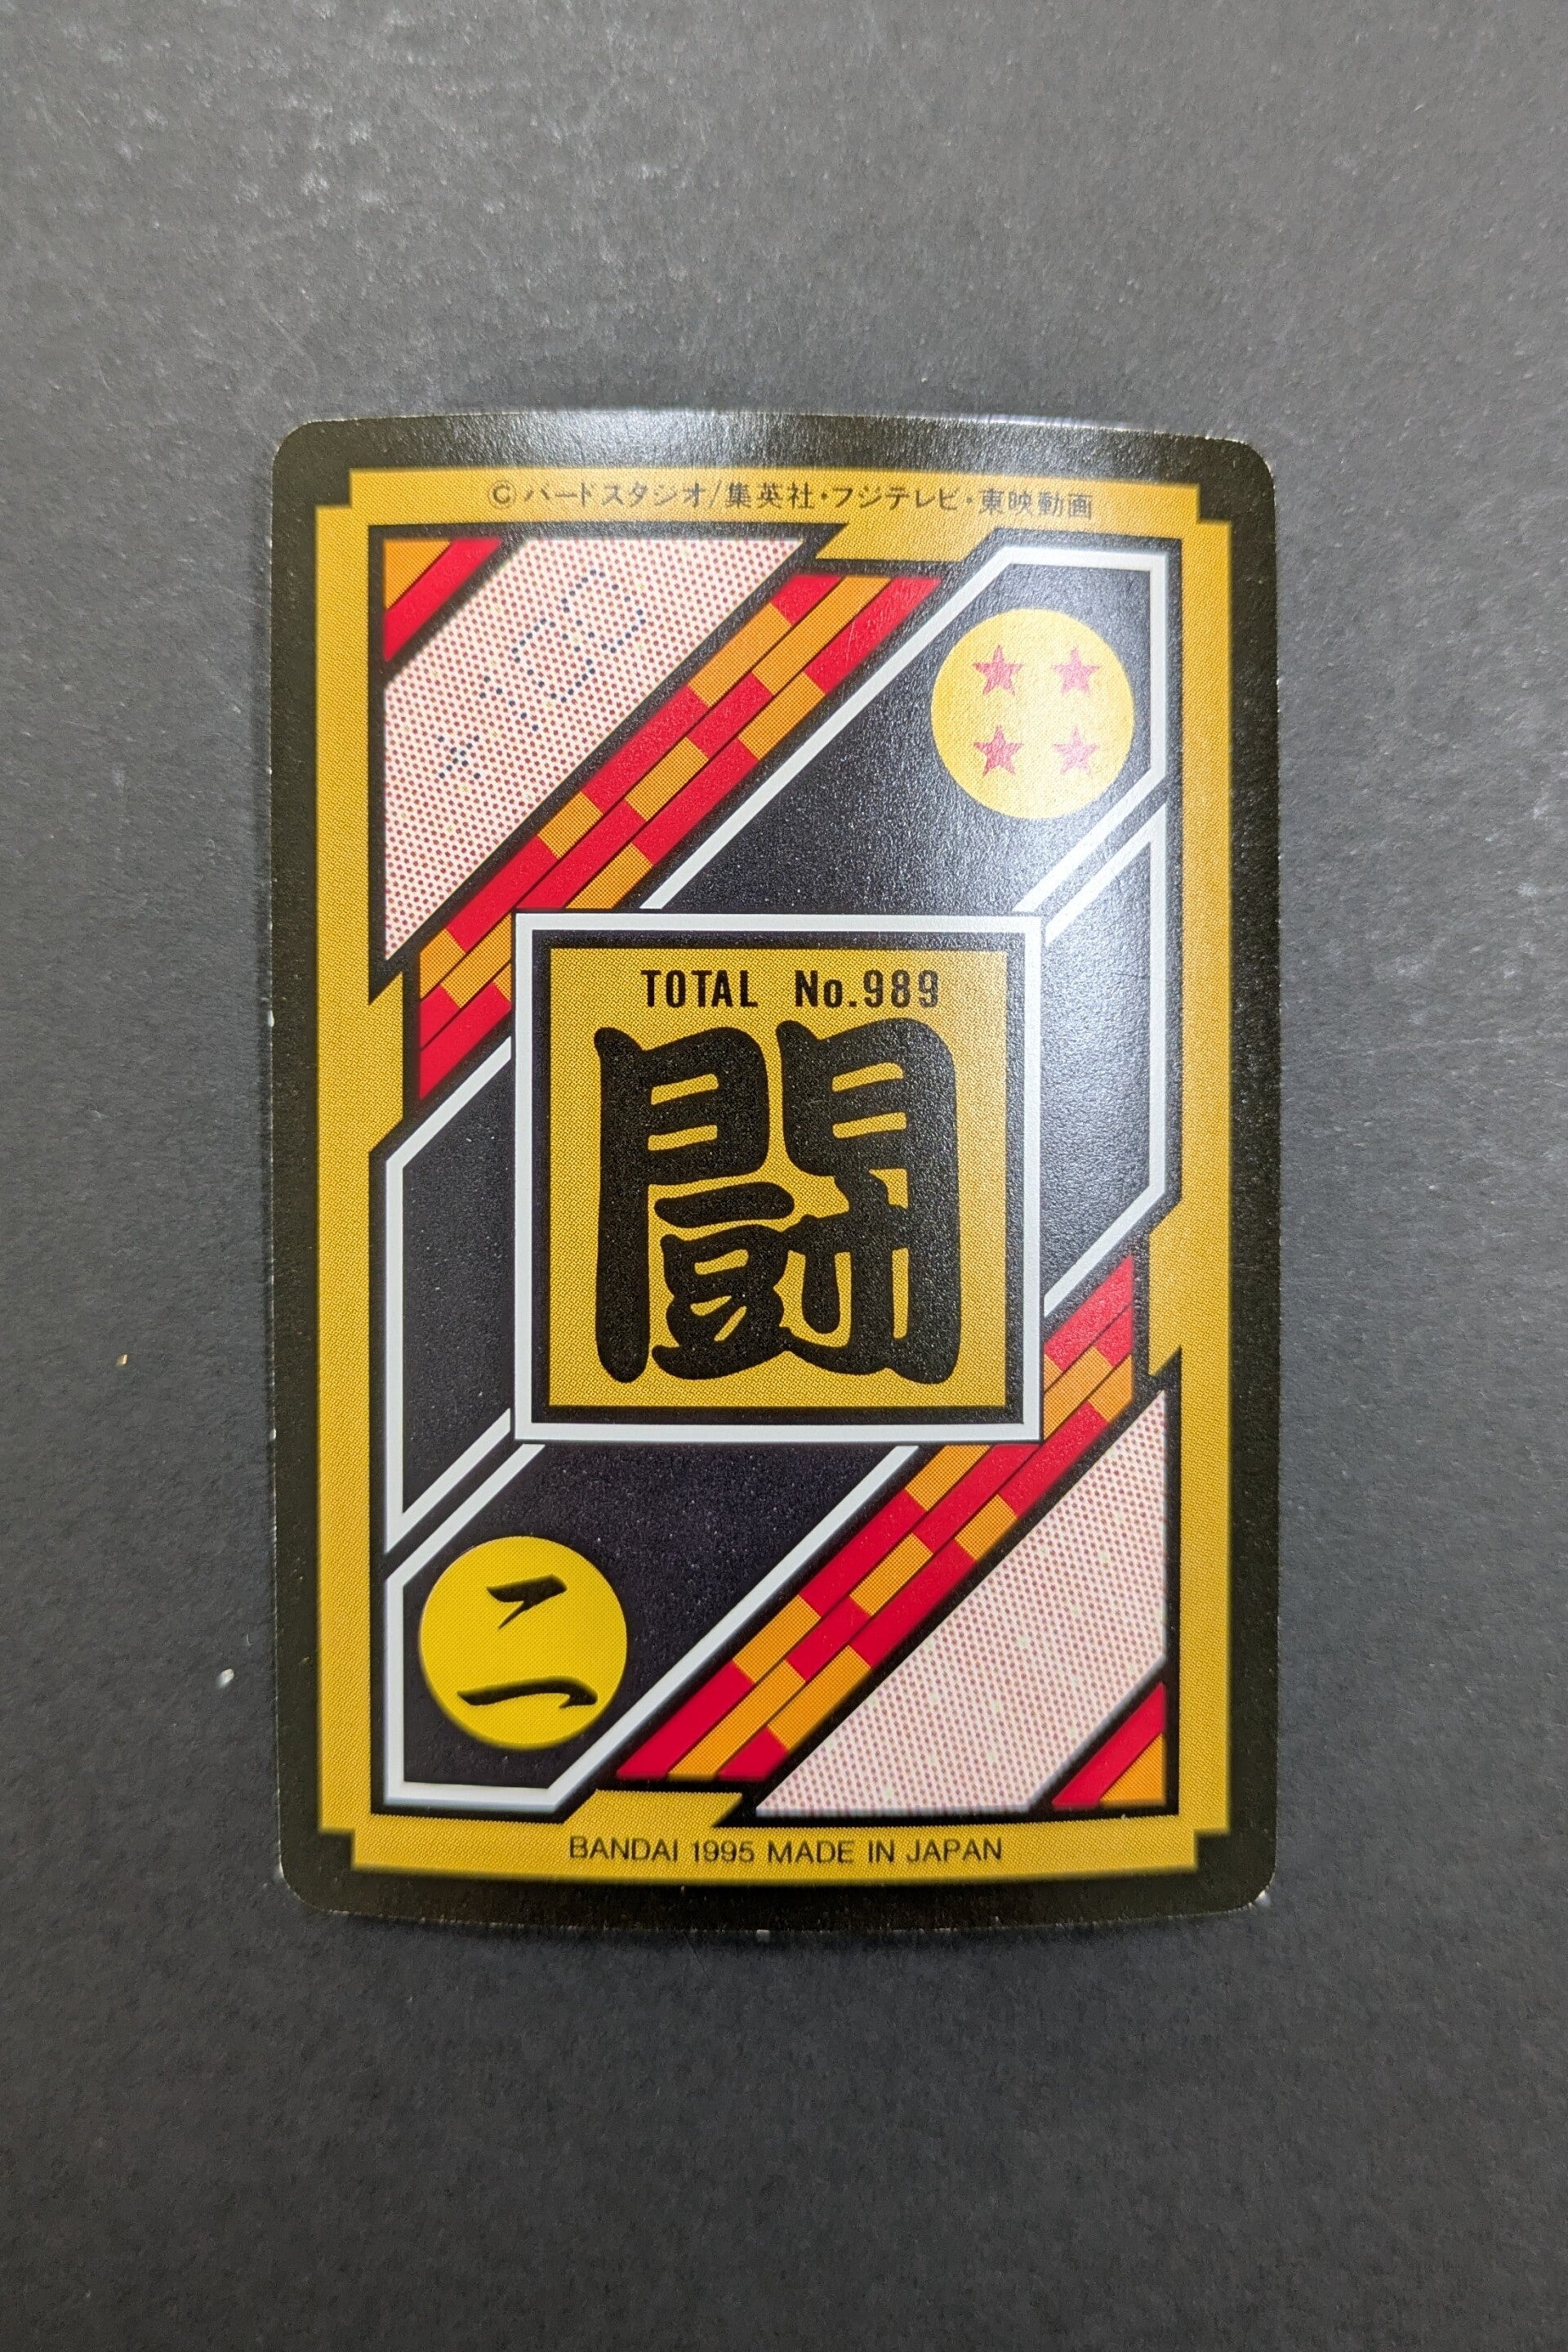 ©バードスタジオ/集英社・フジテレビ・東映動画
TOTAL No.989
闘
二
BANDAI 1995 MADE IN JAPAN